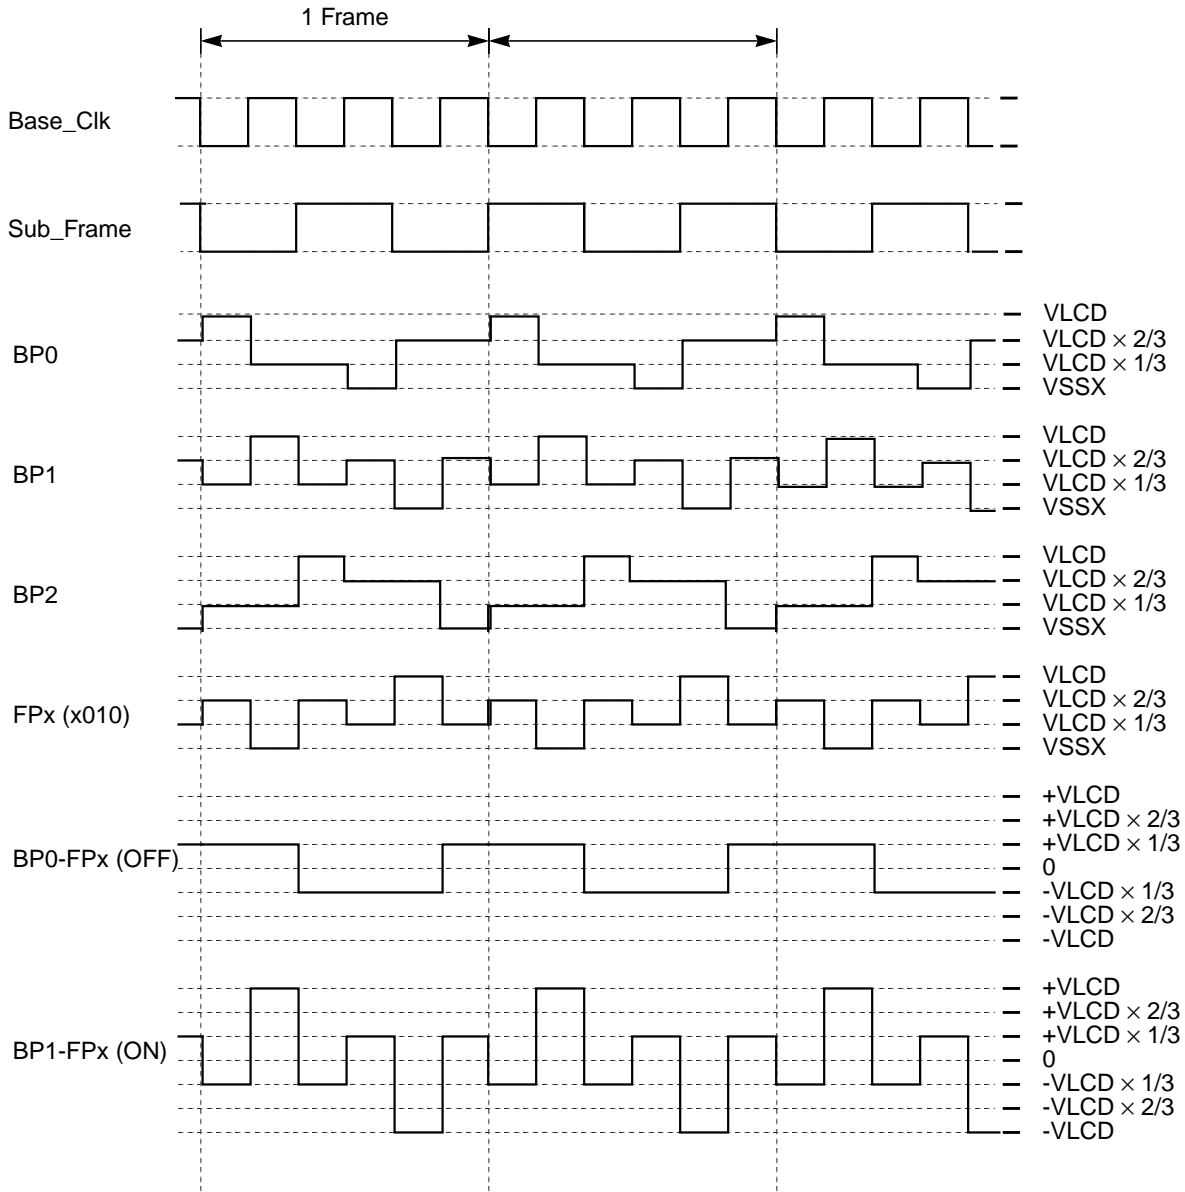 1 Frame
Base_Clk
Sub_Frame
BP0
VLCD
VLCD × 2/3
VLCD × 1/3
VSSX
BP1
VLCD
VLCD × 2/3
VLCD × 1/3
VSSX
BP2
VLCD
VLCD × 2/3
VLCD × 1/3
VSSX
FPx (x010)
VLCD
VLCD × 2/3
VLCD × 1/3
VSSX
BP0-FPx (OFF)
+VLCD
+VLCD × 2/3
+VLCD × 1/3
0
-VLCD × 1/3
-VLCD × 2/3
-VLCD
BP1-FPx (ON)
+VLCD
+VLCD × 2/3
+VLCD × 1/3
0
-VLCD × 1/3
-VLCD × 2/3
-VLCD